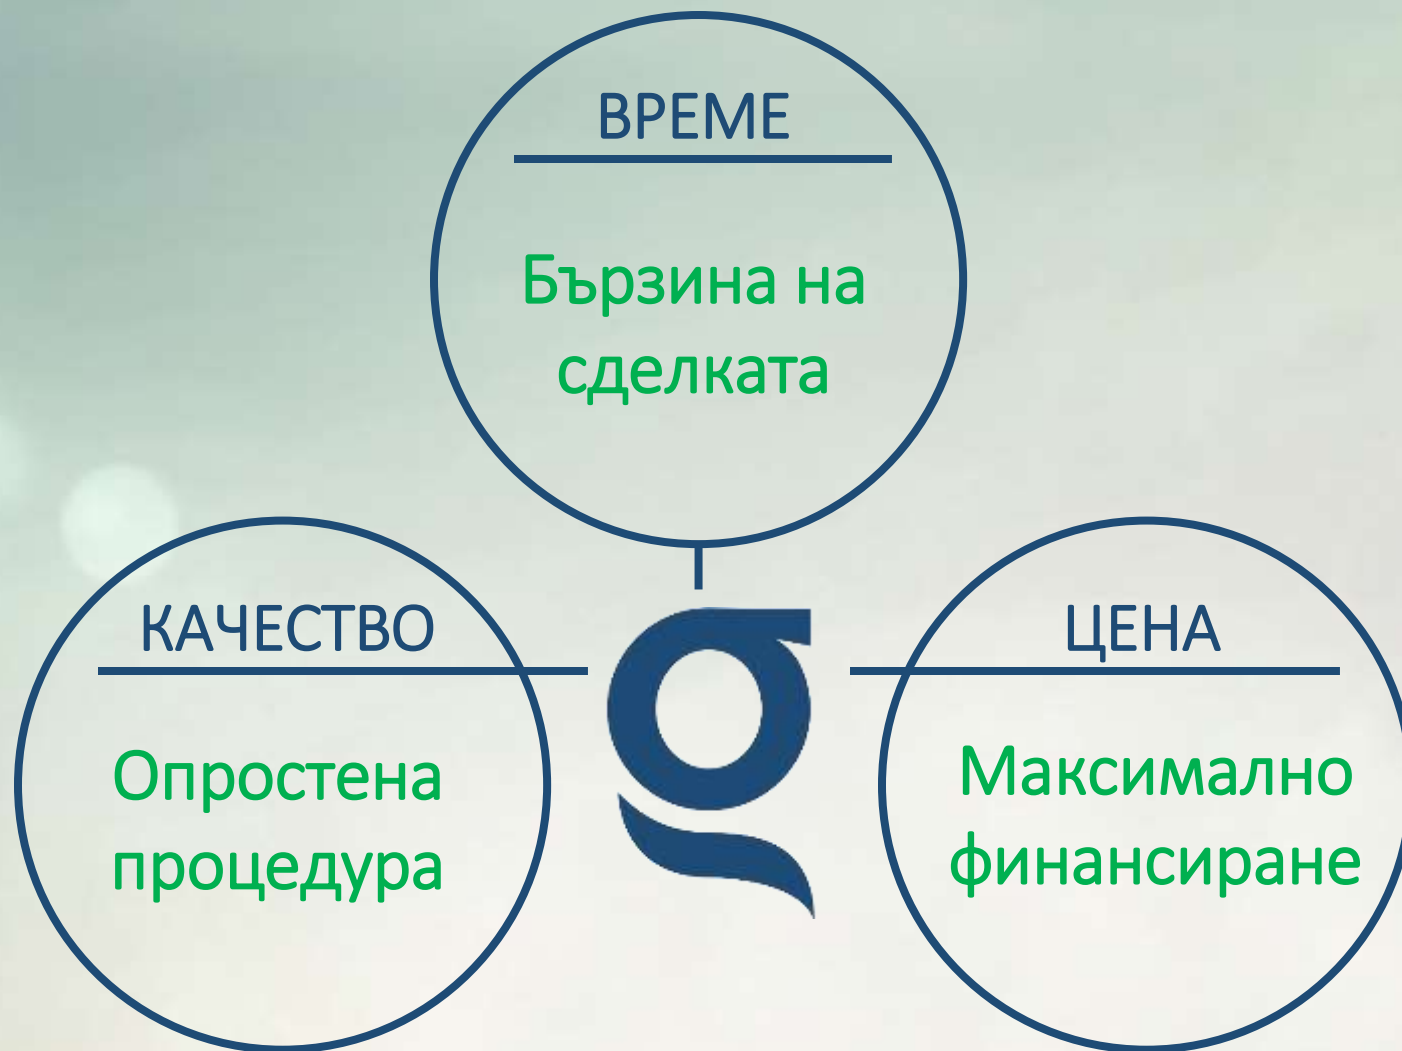 ВРЕМЕ
Бързина на
сделката
КАЧЕСТВО
Опростена
процедура
g
ЦЕНА
Максимално
финансиране